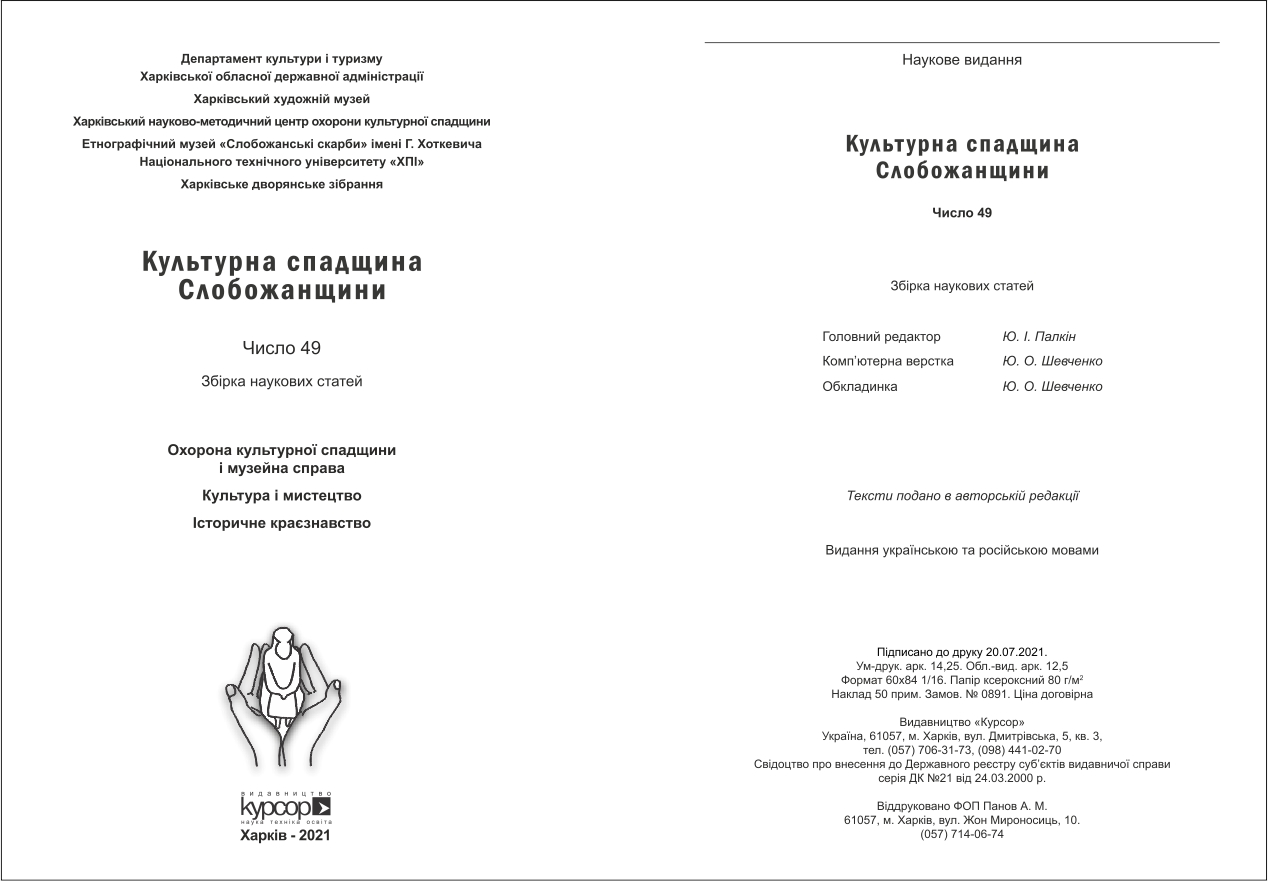 Департамент культури і туризму
Харківської обласної державної адміністрації
Харківський художній музей
Харківський науково-методичний центр охорони культурної спадщини
Етнографічний музей «Слобожанські скарби» імені Г. Хоткевича
Національного технічного університету «ХПІ»
Харківське дворянське зібрання
Культурна спадщина
Слобожанщини
Число 49
Збірка наукових статей
Охорона культурної спадщини
і музейна справа
Культура і мистецтво
Історичне краєзнавство
видавництво
курсор
наука техніка освіта
Харків - 2021
Наукове видання
Культурна спадщина
Слобожанщини
Число 49
Збірка наукових статей
Головний редактор Ю. І. Палкін
Комп’ютерна верстка Ю. О. Шевченко
Обкладинка Ю. О. Шевченко
Тексти подано в авторській редакції
Видання українською та російською мовами
Підписано до друку 20.07.2021.
Ум-друк. арк. 14,25. Обл.-вид. арк. 12,5
Формат 60x84 1/16. Папір ксероксний 80 г/м²
Наклад 50 прим. Замов. № 0891. Ціна договірна
Видавництво «Курсор»
Україна, 61057, м. Харків, вул. Дмитрівська, 5, кв. 3,
тел. (057) 706-31-73, (098) 441-02-70
Свідоцтво про внесення до Державного реєстру суб’єктів видавничої справи
серія ДК №21 від 24.03.2000 р.
Віддруковано ФОП Панов А. М.
61057, м. Харків, вул. Жон Мироносиць, 10.
(057) 714-06-74